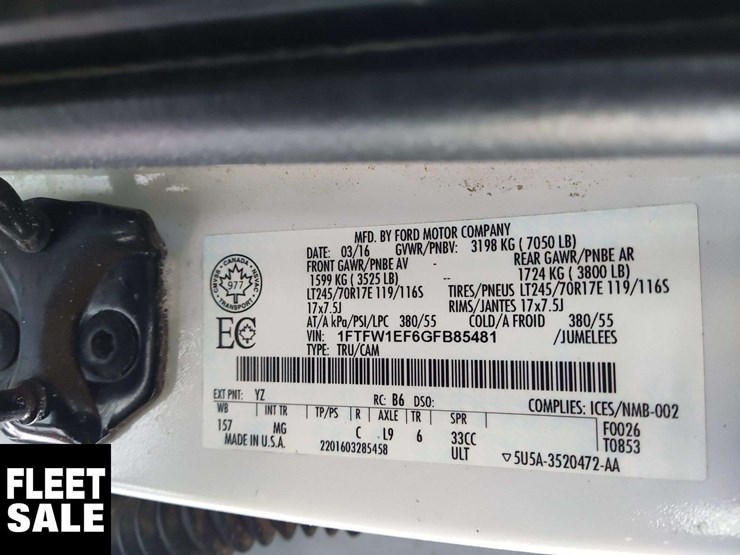 MFD. BY FORD MOTOR COMPANY
DATE: 03/16 GVWR/PNBV: 3198 KG ( 7050 LB)
FRONT GAWR/PNBE AV - REAR GAWR/PNBE AR
1599 KG ( 3525 LB) -- 1724 KG ( 3800 LB)
LT245/70R17E 119/116S TIRES/PNEUS LT245/70R17E 119/116S
17x7.5J RIMS/JANTES 17x7.5J
AT/A kPa/PSI/LPC 380/55 COLD/A FROID 380/55
VIN: 1FTFW1EF6GFB85481 /JUMELEES
TYPE: TRU/CAM
CANADA
977
TRANSPORT
EC
EXT PNT: YZ RC: B6 DSO: COMPLIES: ICES/NMB-002
WB INT TR TP/PS R AXLE TR SPR F0026
157 MG C L9 6 33CC T0853
MADE IN U.S.A. 2201603285458 ULT ▽5U5A-3520472-AA
FLEET
SALE